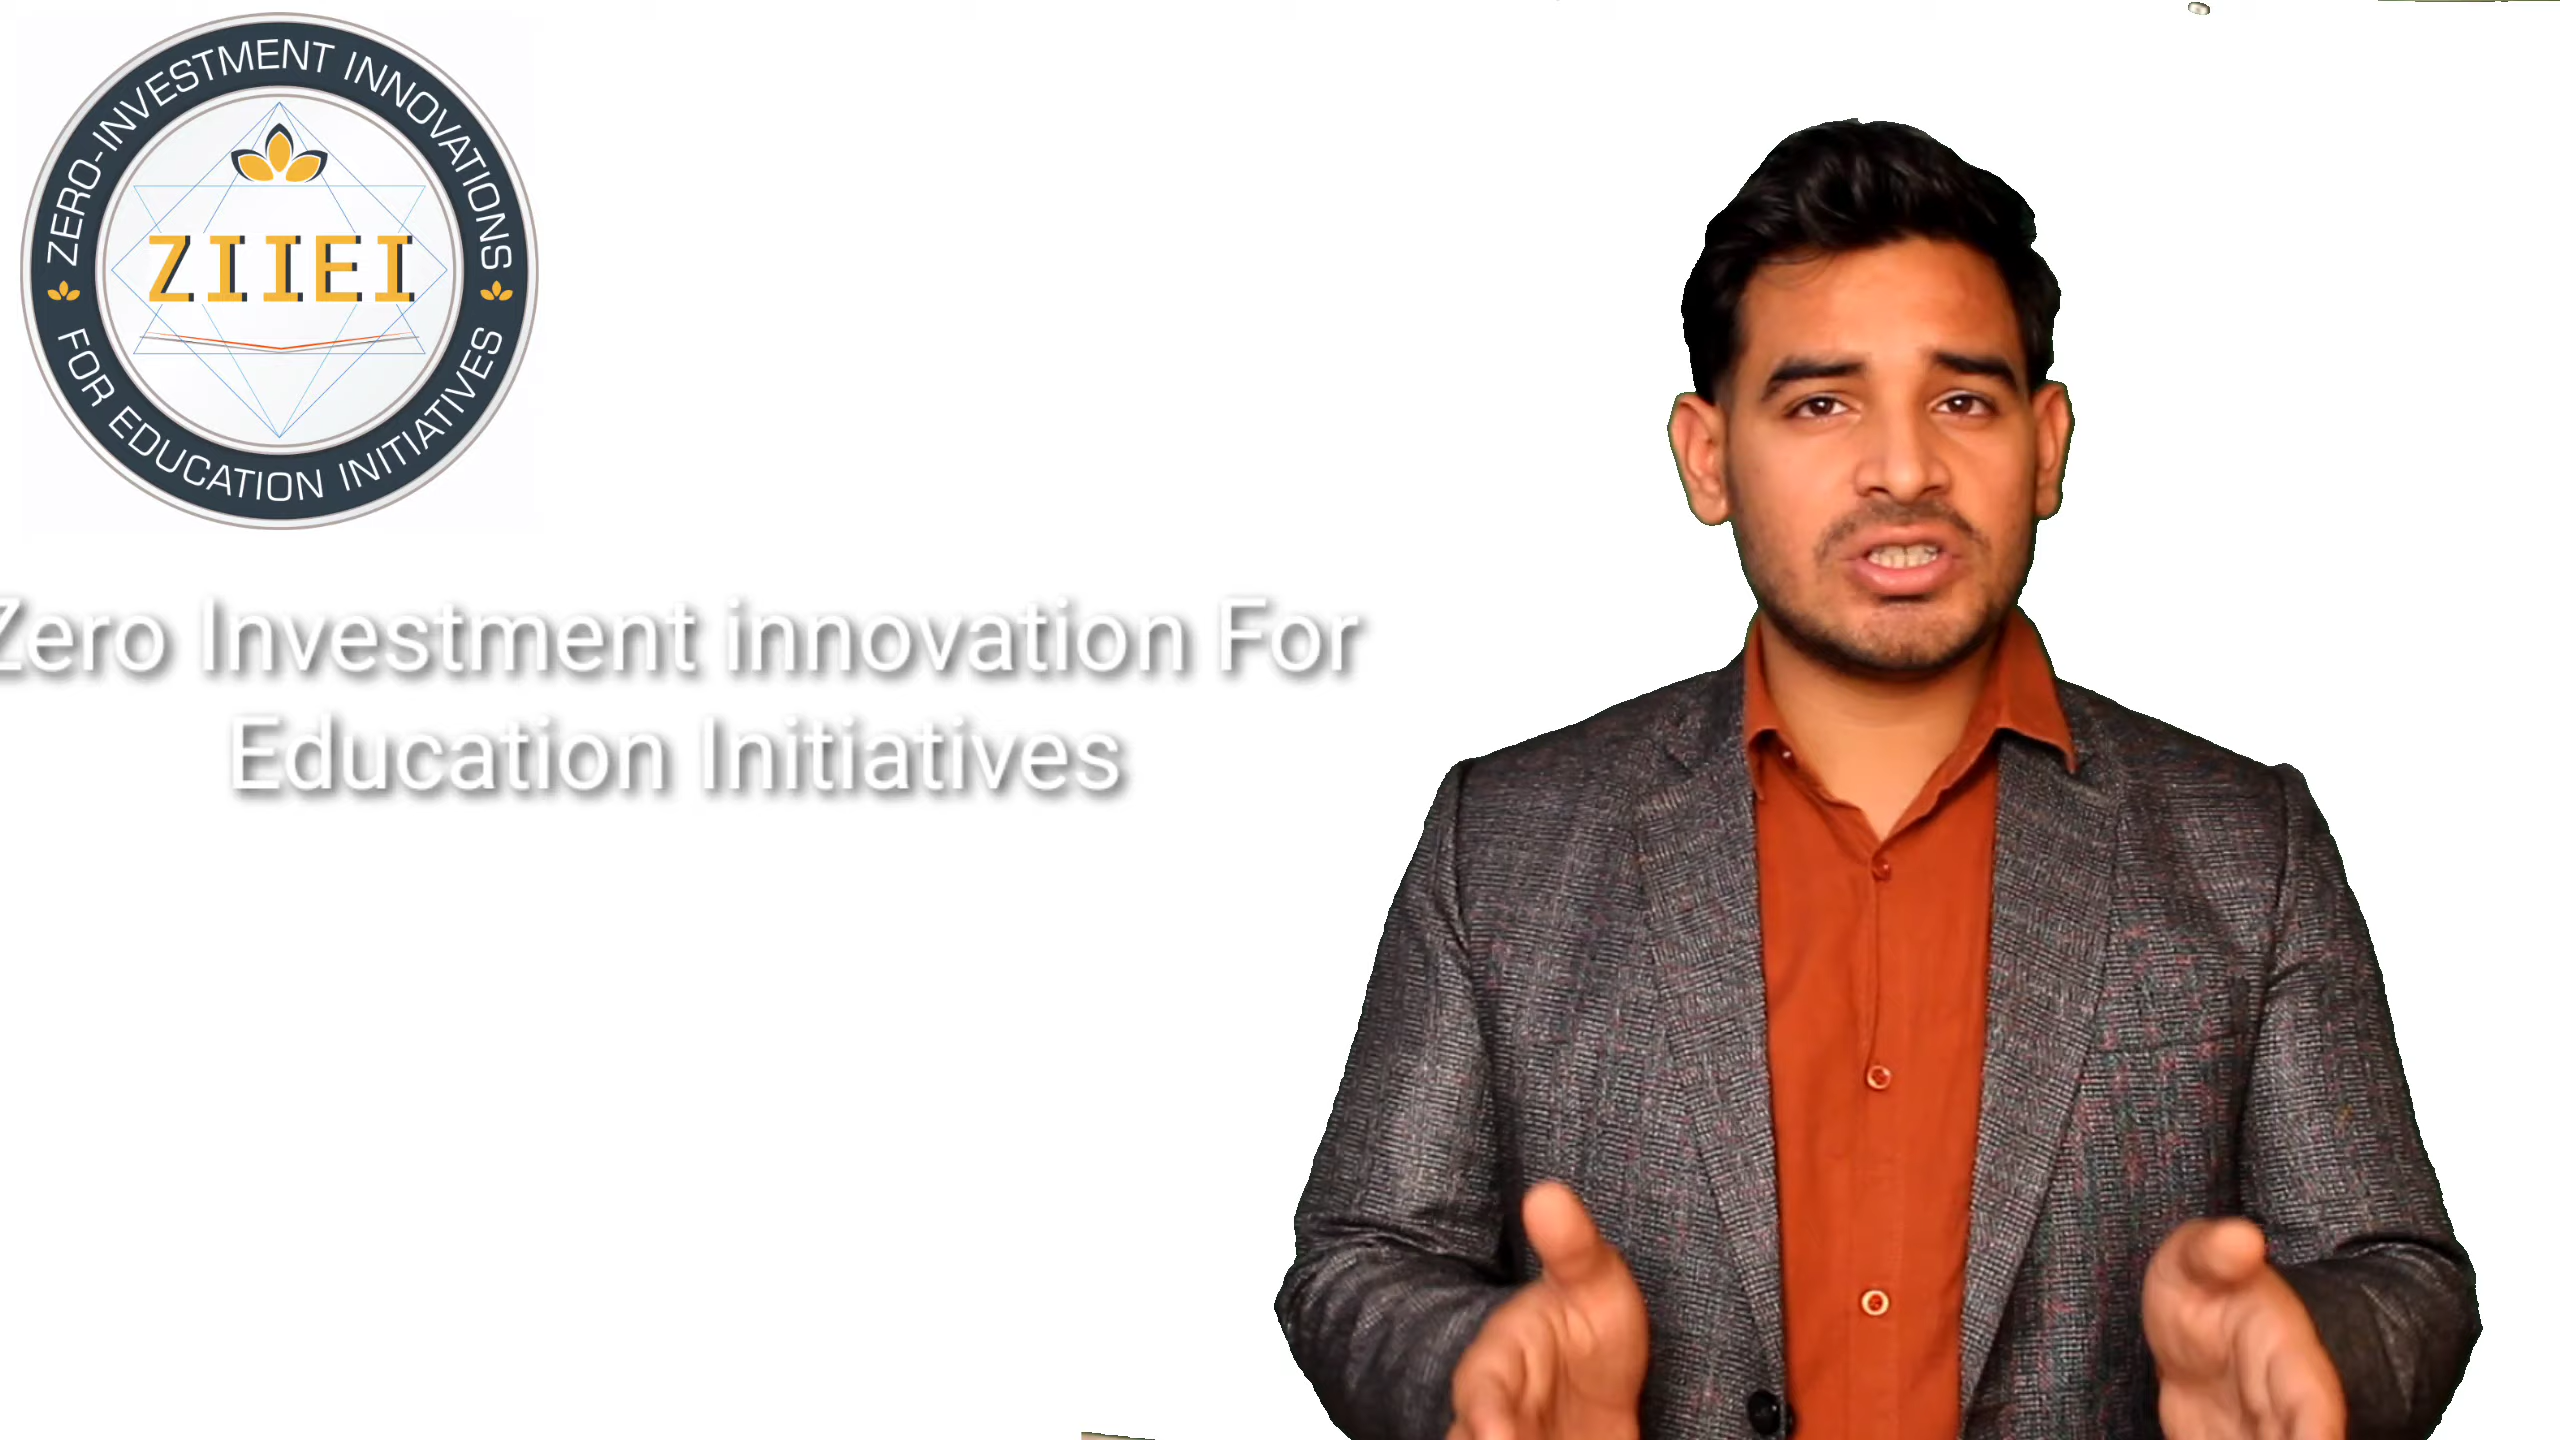 ZERO-INVESTMENT INNOVATIONS
ZIIEI
FOR EDUCATION INITIATIVES
Zero Investment innovation For
Education Initiatives